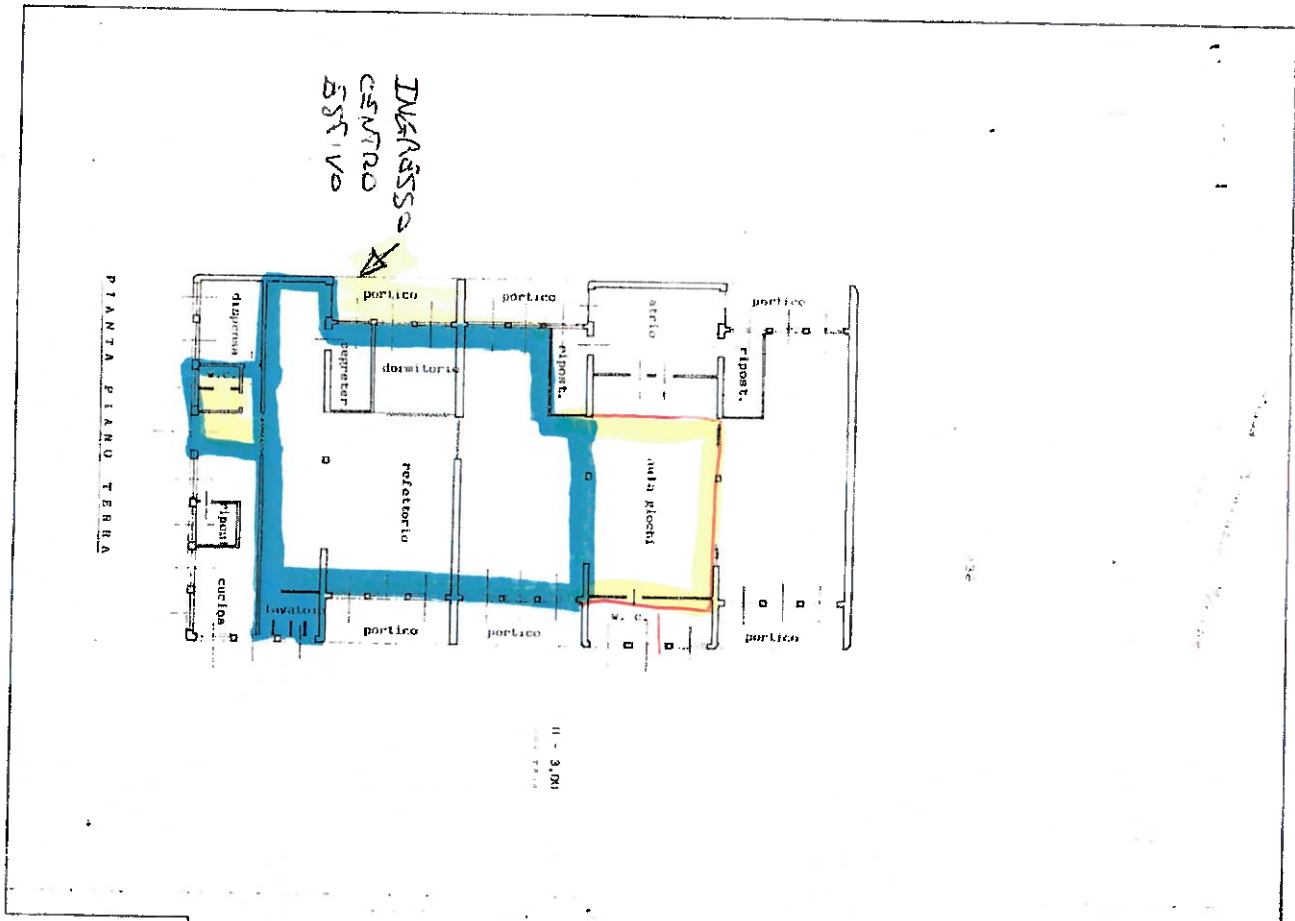 INGRESSO
CENTRO
ESTIVO
portico
portico
atrio
portico
dispensa
w.c.
segreter
dormitorio
ripost.
ripost.
refettorio
aula giochi
ripost
cucina
lavatoi
portico
portico
w. c.
portico
PIANTA PIANO TERRA
H - 3,00